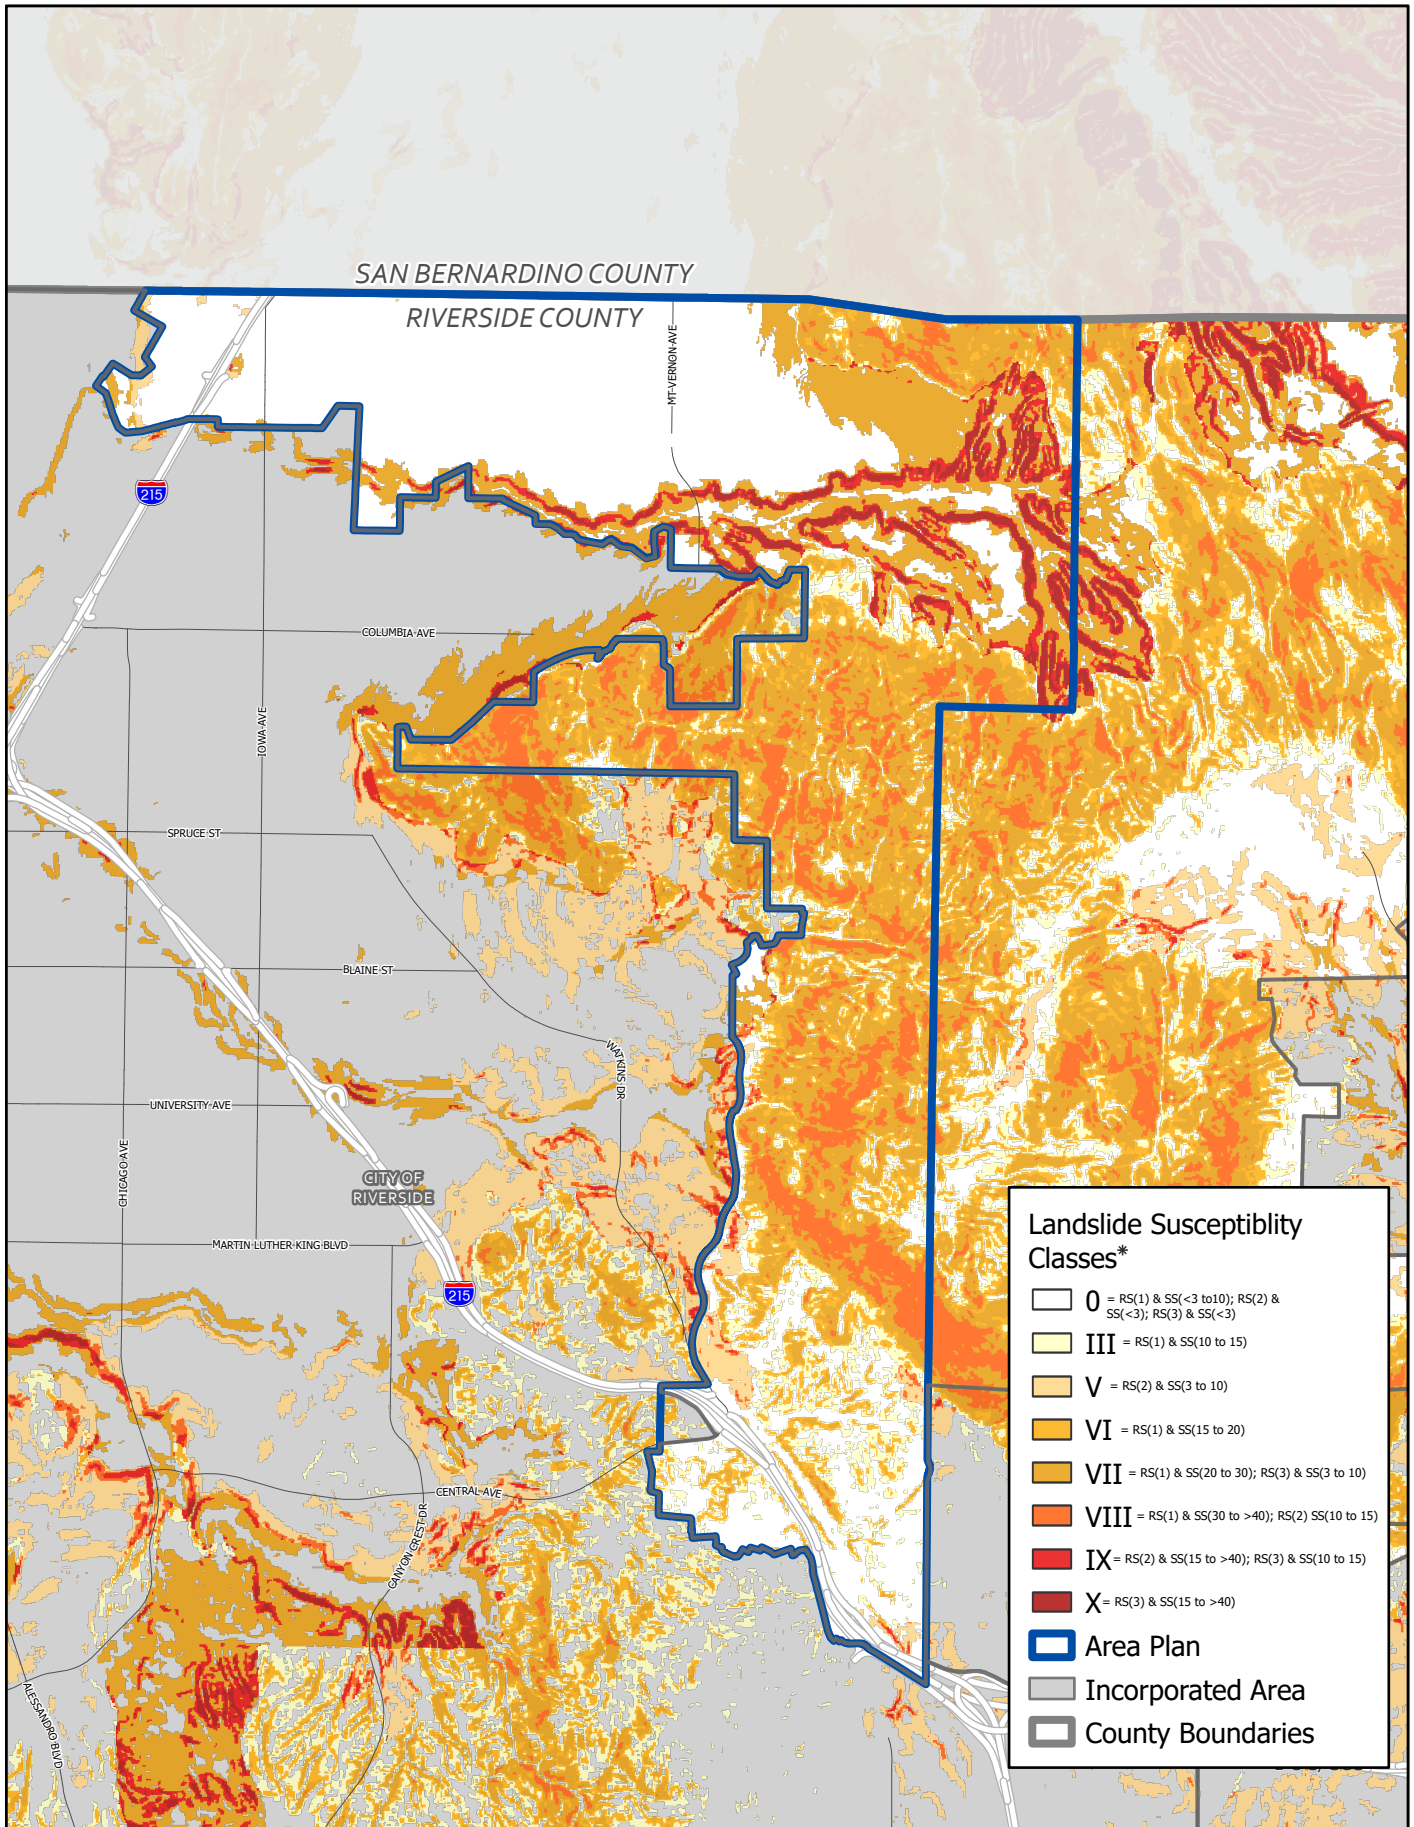 SAN BERNARDINO COUNTY
RIVERSIDE COUNTY
MT VERNON AVE
215
COLUMBIA AVE
IOWA AVE
SPRUCE ST
BLAINE ST
WATKINS DR
UNIVERSITY AVE
CHICAGO AVE
CITY OF
RIVERSIDE
MARTIN LUTHER KING BLVD
215
CENTRAL AVE
CANYON CREST DR
ALESSANDRO BLVD
Landslide Susceptiblity
Classes*
0 = RS(1) & SS(<3 to10); RS(2) &
SS(<3); RS(3) & SS(<3)
III = RS(1) & SS(10 to 15)
V = RS(2) & SS(3 to 10)
VI = RS(1) & SS(15 to 20)
VII = RS(1) & SS(20 to 30); RS(3) & SS(3 to 10)
VIII = RS(1) & SS(30 to >40); RS(2) SS(10 to 15)
IX = RS(2) & SS(15 to >40); RS(3) & SS(10 to 15)
X = RS(3) & SS(15 to >40)
Area Plan
Incorporated Area
County Boundaries